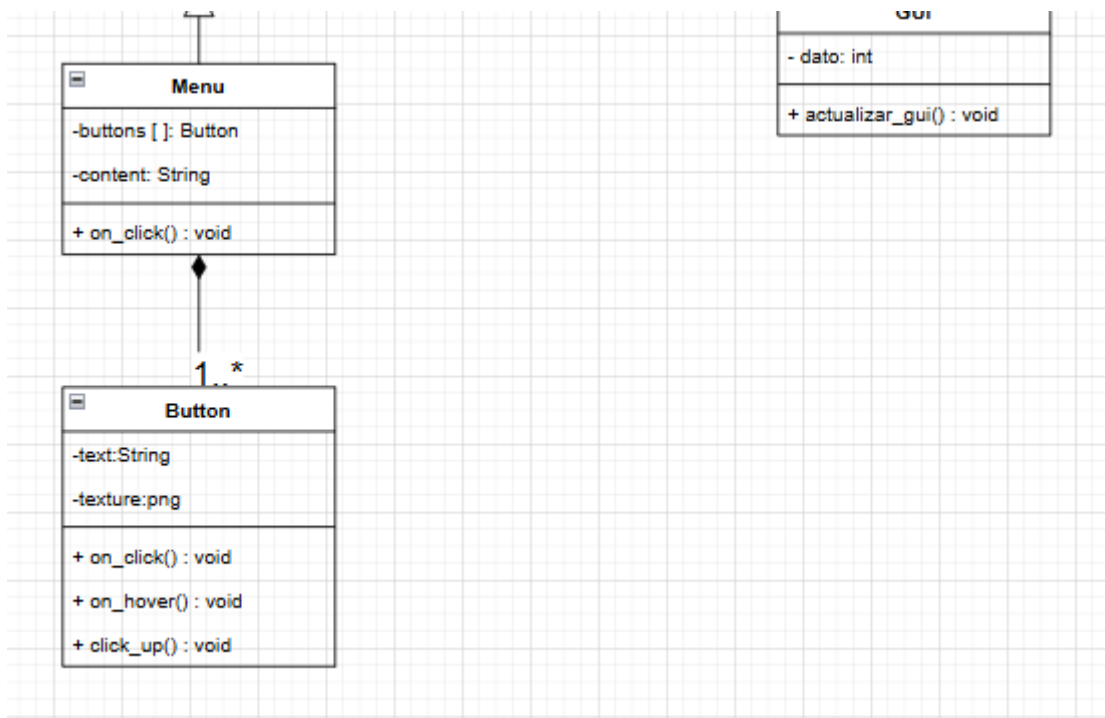 Menu
-buttons [ ]: Button
-content: String
+ on_click() : void
1..*
Button
-text:String
-texture:png
+ on_click() : void
+ on_hover() : void
+ click_up() : void
Gui
- dato: int
+ actualizar_gui() : void